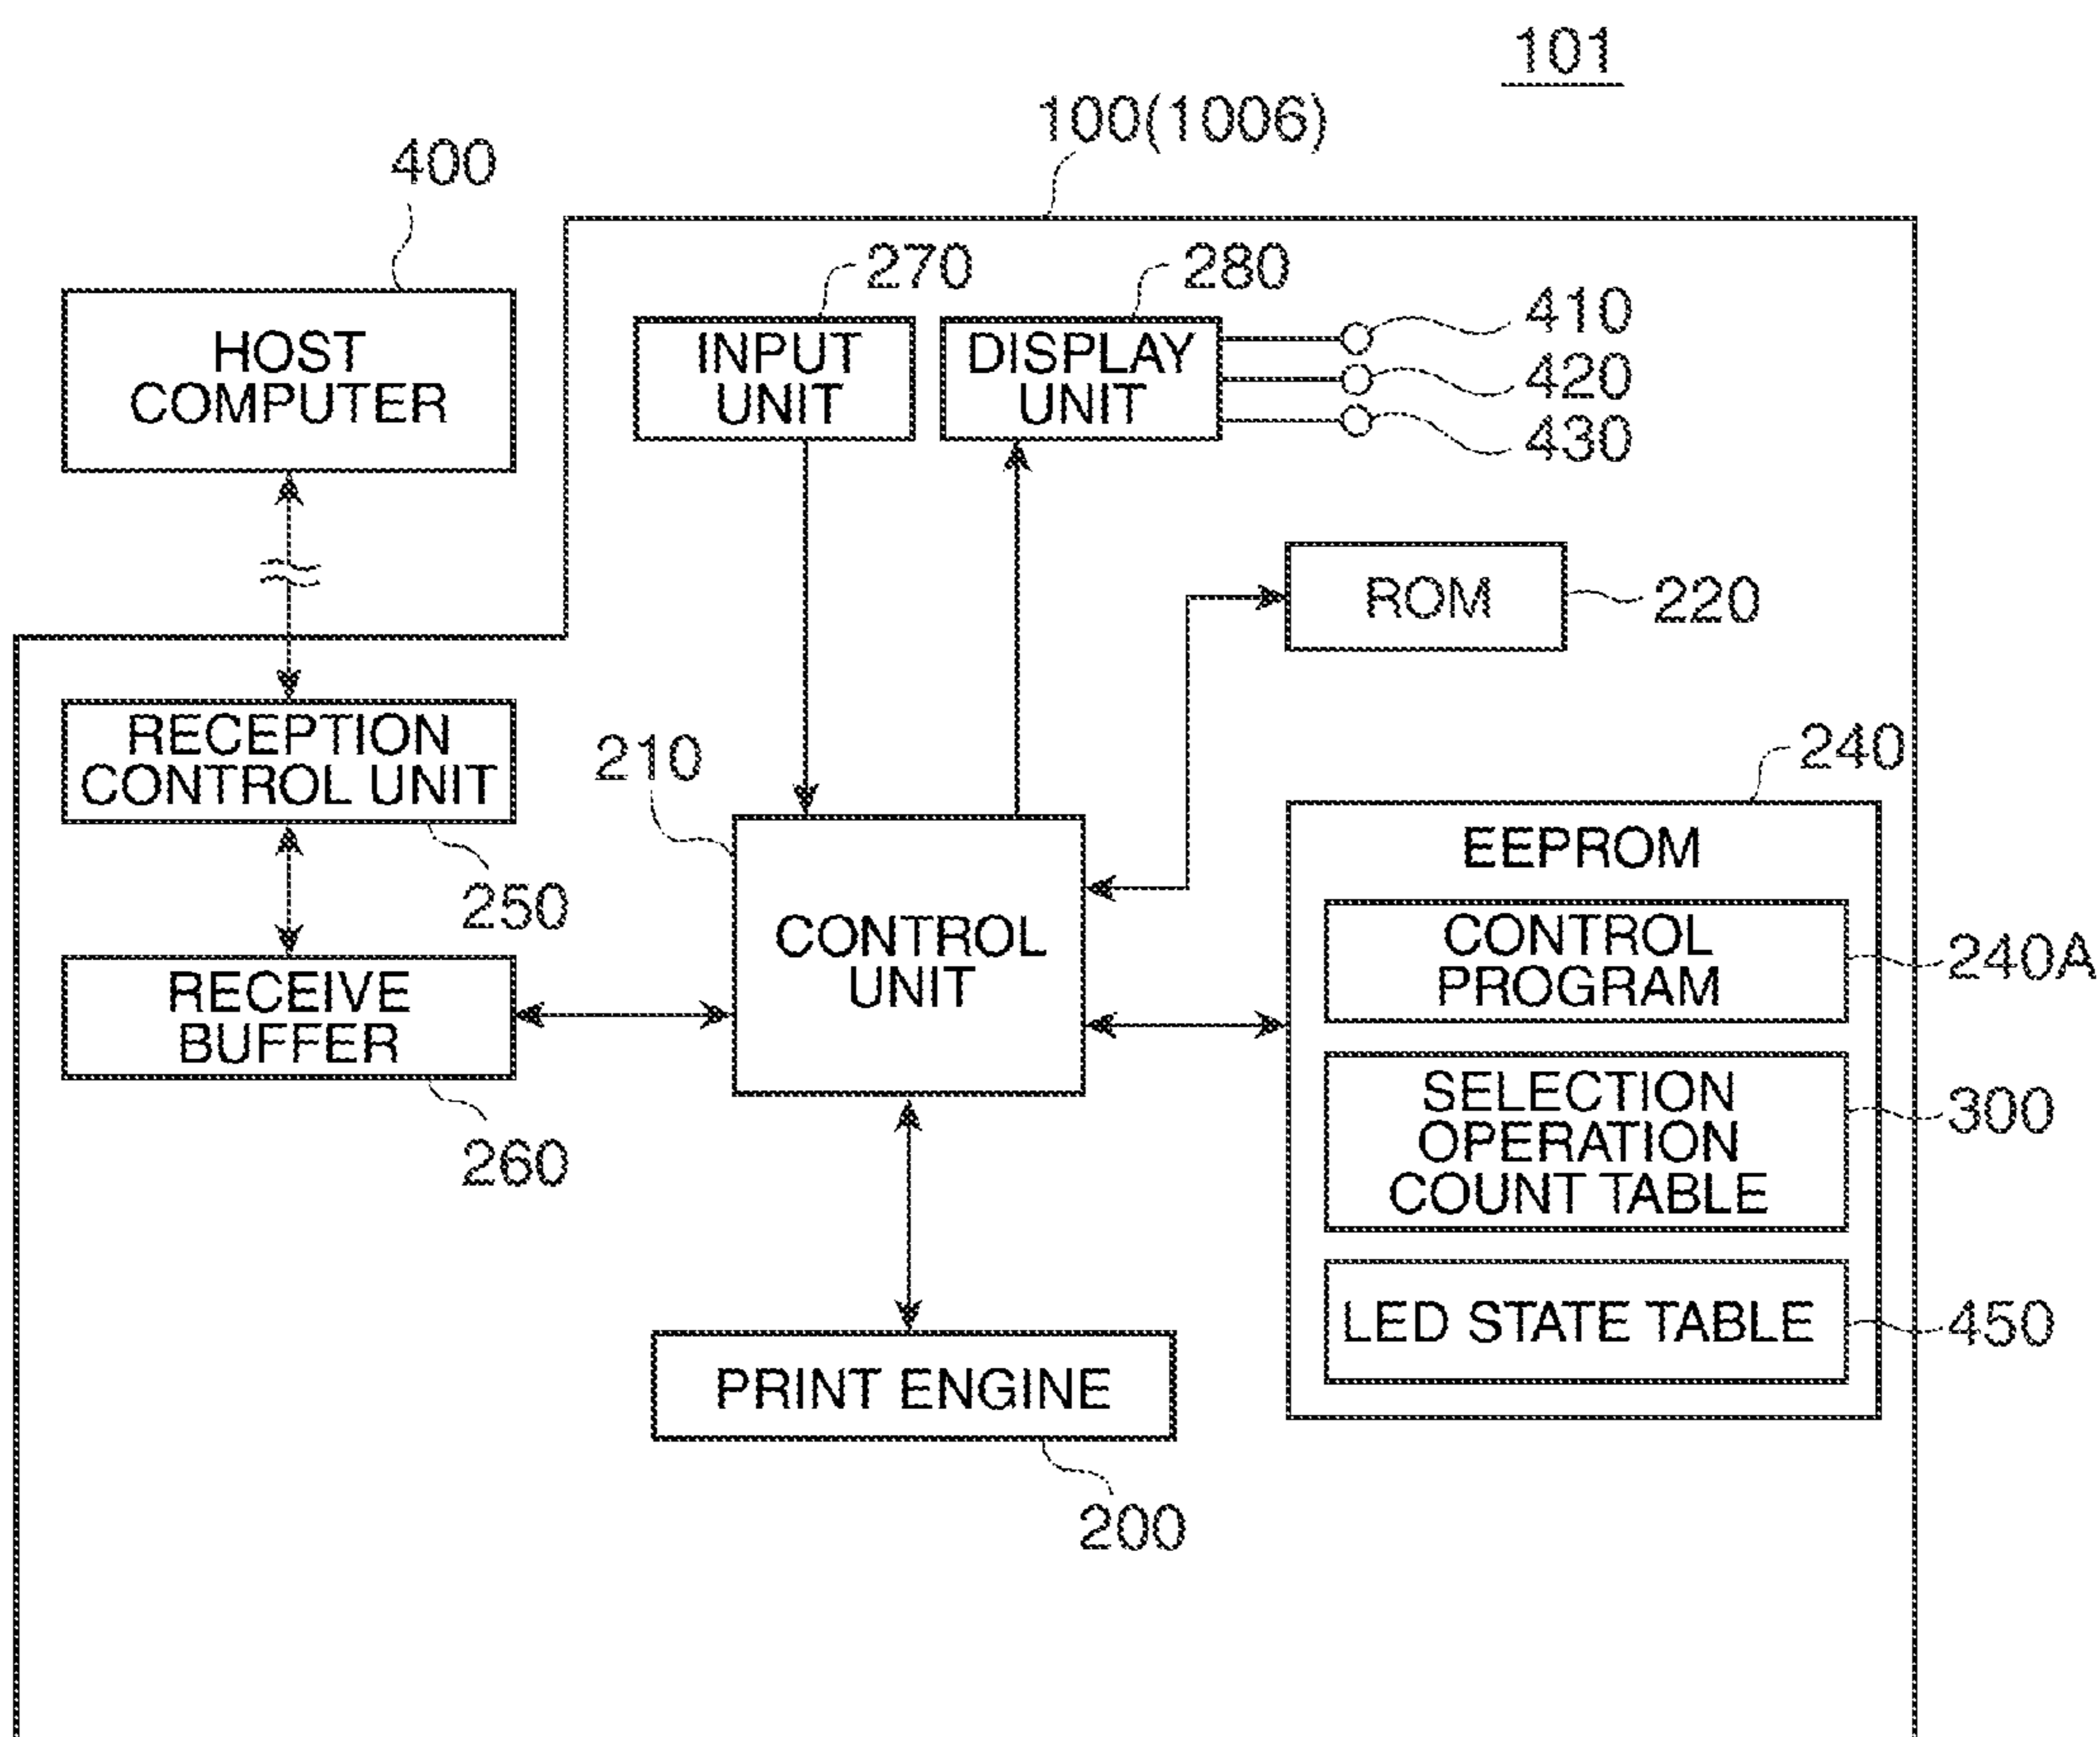 101
100(1006)
400
HOST
COMPUTER
270
INPUT
UNIT
280
DISPLAY
UNIT
410
420
430
ROM
220
RECEPTION
CONTROL UNIT
250
210
CONTROL
UNIT
240
EEPROM
CONTROL
PROGRAM
240A
RECEIVE
BUFFER
260
SELECTION
OPERATION
COUNT TABLE
300
LED STATE TABLE
450
PRINT ENGINE
200